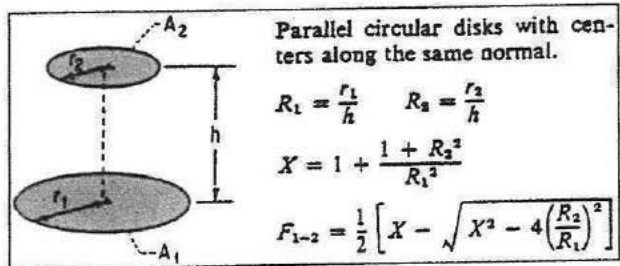 A₂
r₂
h
r₁
A₁
Parallel circular disks with cen-
ters along the same normal.
R₁ = r₁/h R₂ = r₂/h
X = 1 + (1 + R₂²)/R₁²
F₁₋₂ = 1/2 [X − √(X² − 4(R₂/R₁)²)]